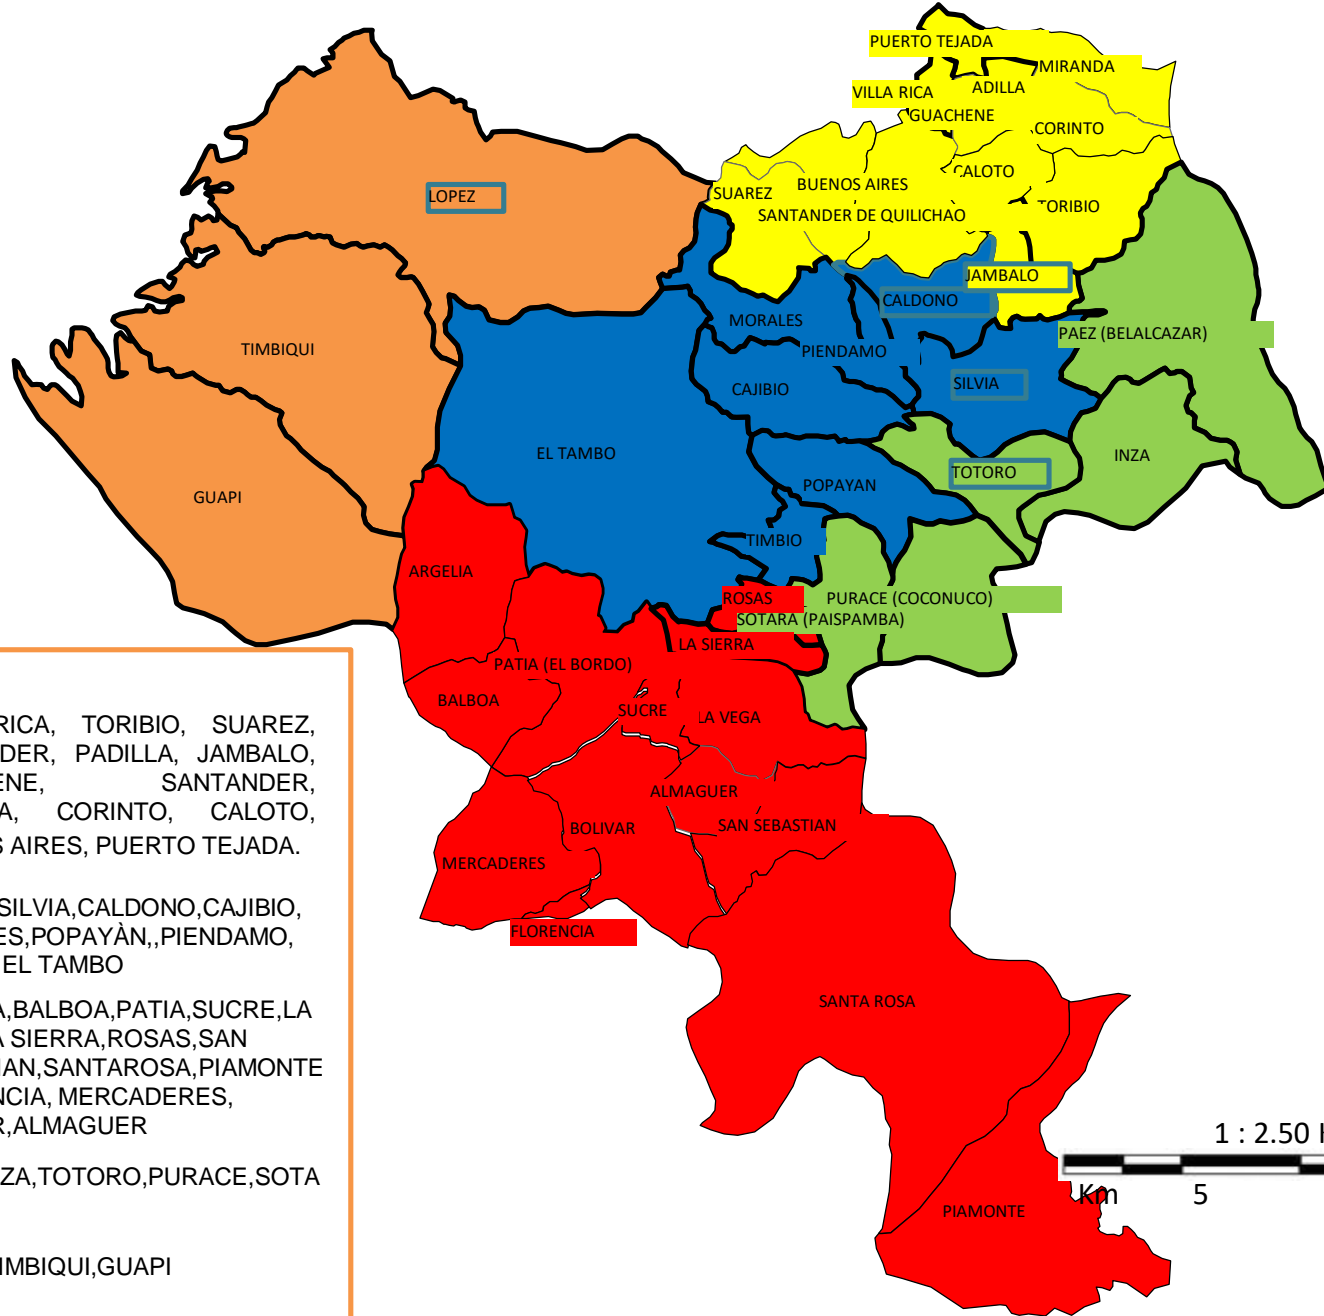 PUERTO TEJADA
MIRANDA
VILLA RICA
ADILLA
GUACHENE
CORINTO
CALOTO
SUAREZ
BUENOS AIRES
TORIBIO
SANTANDER DE QUILICHAO
LOPEZ
JAMBALO
CALDONO
MORALES
PAEZ (BELALCAZAR)
TIMBIQUI
PIENDAMO
CAJIBIO
SILVIA
EL TAMBO
INZA
TOTORO
POPAYAN
GUAPI
TIMBIO
ARGELIA
ROSAS
PURACE (COCONUCO)
SOTARA (PAISPAMBA)
LA SIERRA
PATIA (EL BORDO)
BALBOA
SUCRE
LA VEGA
ALMAGUER
BOLIVAR
SAN SEBASTIAN
MERCADERES
FLORENCIA
SANTA ROSA
PIAMONTE
RICA, TORIBIO, SUAREZ,
DER, PADILLA, JAMBALO,
ENE, SANTANDER,
A, CORINTO, CALOTO,
S AIRES, PUERTO TEJADA.
SILVIA,CALDONO,CAJIBIO,
ES,POPAYÀN,,PIENDAMO,
EL TAMBO
A,BALBOA,PATIA,SUCRE,LA
A SIERRA,ROSAS,SAN
IAN,SANTAROSA,PIAMONTE
NCIA, MERCADERES,
R,ALMAGUER
ZA,TOTORO,PURACE,SOTA
IMBIQUI,GUAPI
1 : 2.50
Km 5